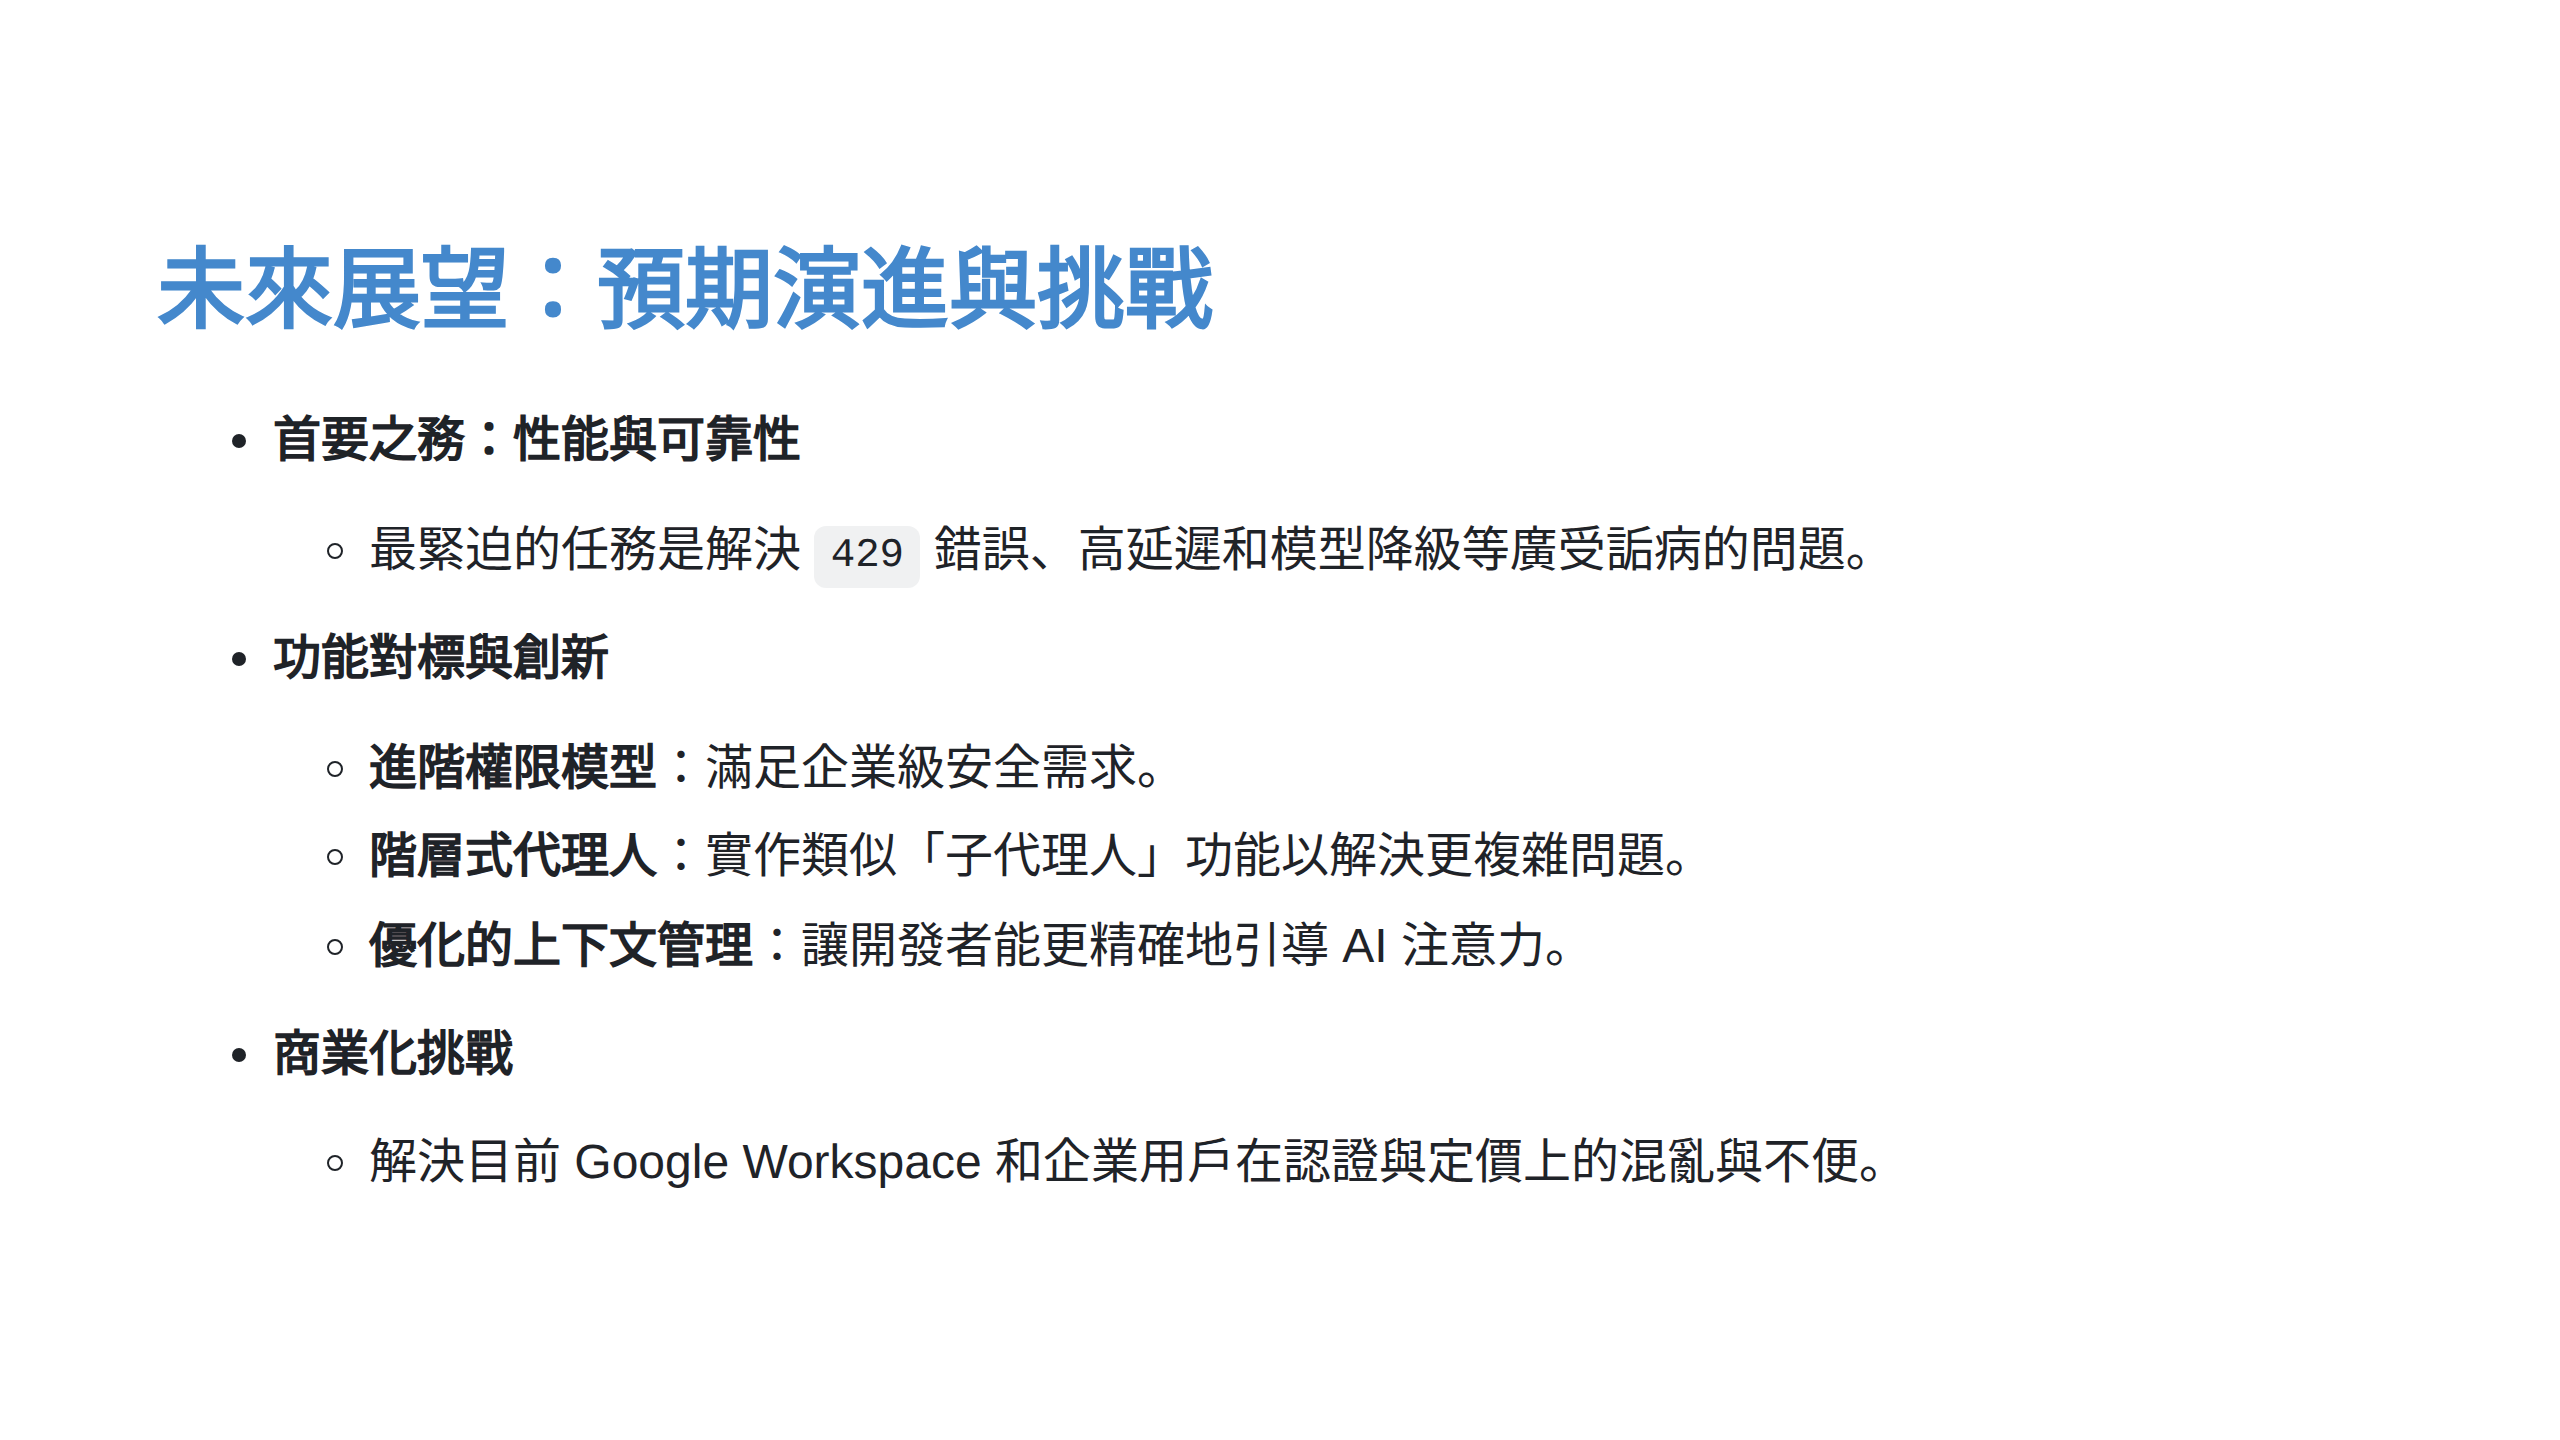 未來展望：預期演進與挑戰
首要之務：性能與可靠性
最緊迫的任務是解決 429 錯誤、高延遲和模型降級等廣受詬病的問題。
功能對標與創新
進階權限模型：滿足企業級安全需求。
階層式代理人：實作類似「子代理人」功能以解決更複雜問題。
優化的上下文管理：讓開發者能更精確地引導 AI 注意力。
商業化挑戰
解決目前 Google Workspace 和企業用戶在認證與定價上的混亂與不便。